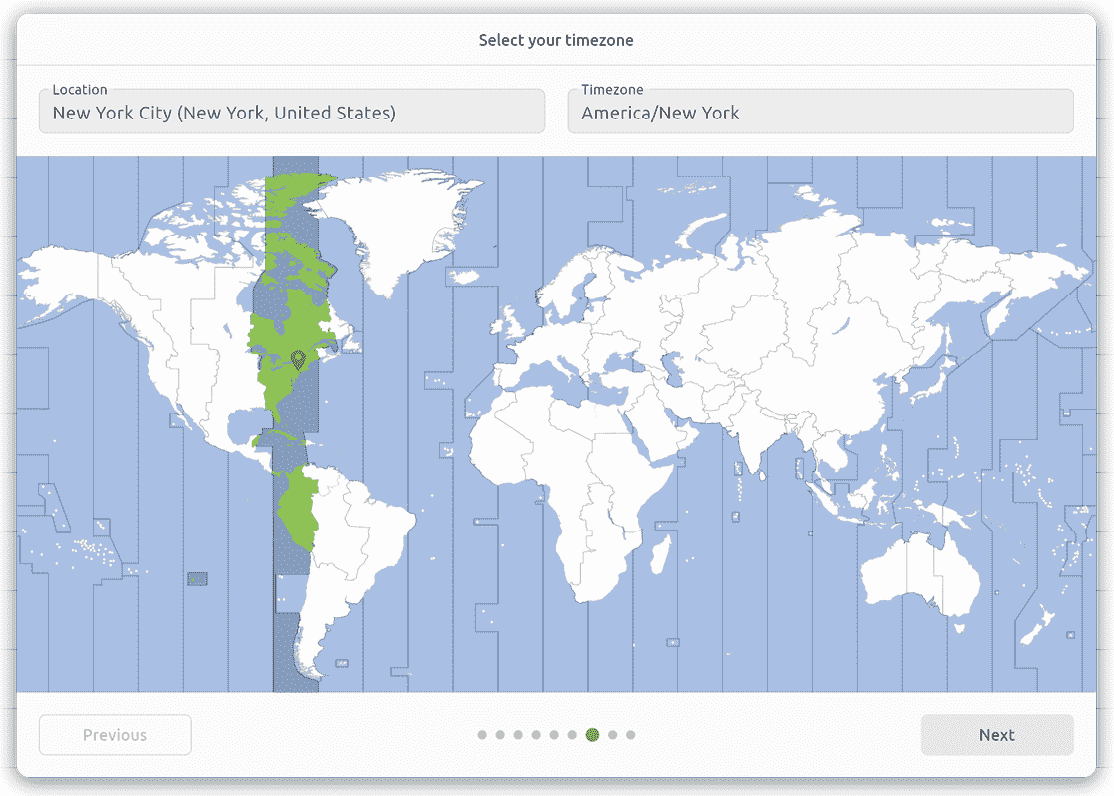 Select your timezone
Location
New York City (New York, United States)
Timezone
America/New York
Previous
Next